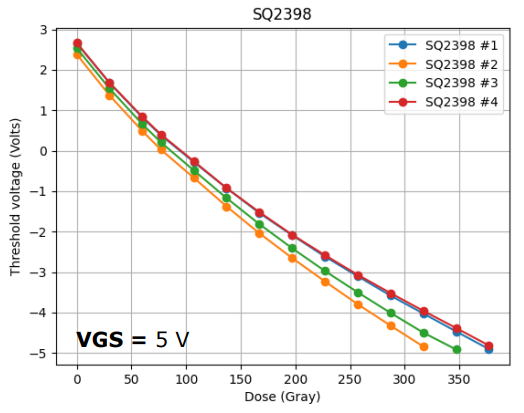 SQ2398
3
2
1
0
−1
−2
−3
−4
−5
Threshold voltage (Volts)
SQ2398 #1
SQ2398 #2
SQ2398 #3
SQ2398 #4
VGS = 5 V
0 50 100 150 200 250 300 350
Dose (Gray)